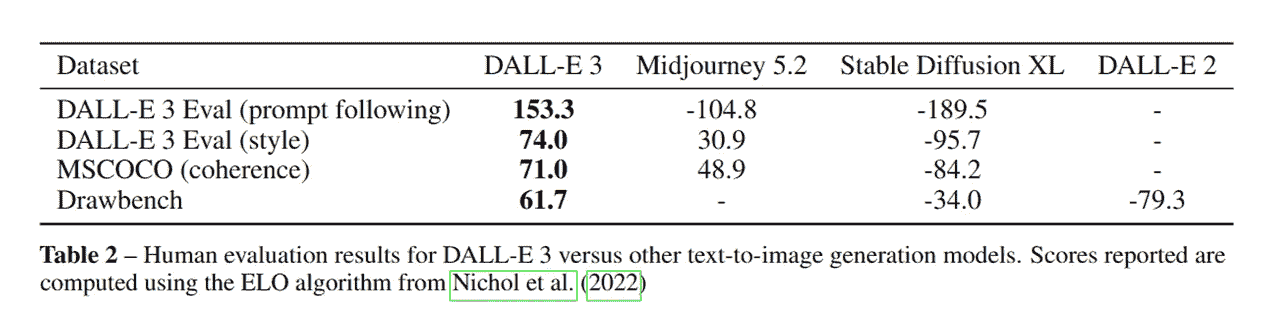 Dataset DALL-E 3 Midjourney 5.2 Stable Diffusion XL DALL-E 2
DALL-E 3 Eval (prompt following) 153.3 -104.8 -189.5 -
DALL-E 3 Eval (style) 74.0 30.9 -95.7 -
MSCOCO (coherence) 71.0 48.9 -84.2 -
Drawbench 61.7 - -34.0 -79.3
Table 2 – Human evaluation results for DALL-E 3 versus other text-to-image generation models. Scores reported are
computed using the ELO algorithm from Nichol et al. (2022)